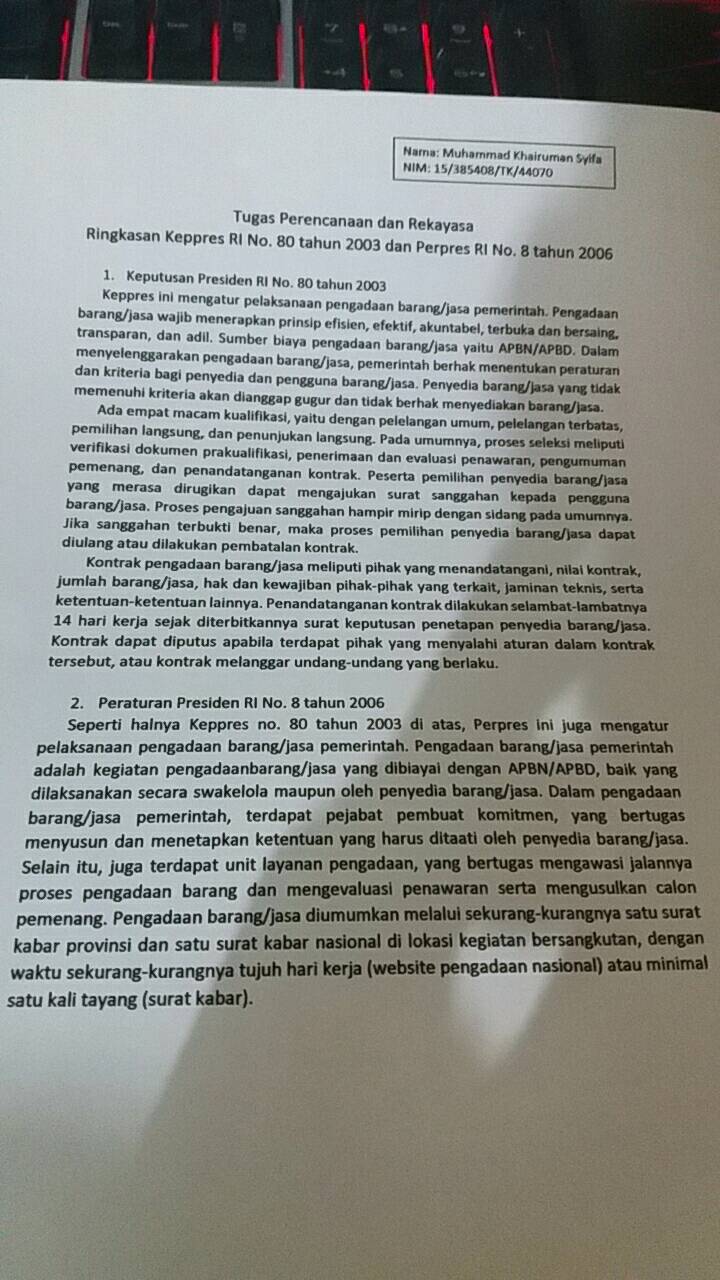 Nama: Muhammad Khairuman Syifa
NIM: 15/385408/TK/44070
Tugas Perencanaan dan Rekayasa
Ringkasan Keppres RI No. 80 tahun 2003 dan Perpres RI No. 8 tahun 2006
1. Keputusan Presiden RI No. 80 tahun 2003
Keppres ini mengatur pelaksanaan pengadaan barang/jasa pemerintah. Pengadaan
barang/jasa wajib menerapkan prinsip efisien, efektif, akuntabel, terbuka dan bersaing,
transparan, dan adil. Sumber biaya pengadaan barang/jasa yaitu APBN/APBD. Dalam
menyelenggarakan pengadaan barang/jasa, pemerintah berhak menentukan peraturan
dan kriteria bagi penyedia dan pengguna barang/jasa. Penyedia barang/jasa yang tidak
memenuhi kriteria akan dianggap gugur dan tidak berhak menyediakan barang/jasa.
Ada empat macam kualifikasi, yaitu dengan pelelangan umum, pelelangan terbatas,
pemilihan langsung, dan penunjukan langsung. Pada umumnya, proses seleksi meliputi
verifikasi dokumen prakualifikasi, penerimaan dan evaluasi penawaran, pengumuman
pemenang, dan penandatanganan kontrak. Peserta pemilihan penyedia barang/jasa
yang merasa dirugikan dapat mengajukan surat sanggahan kepada pengguna
barang/jasa. Proses pengajuan sanggahan hampir mirip dengan sidang pada umumnya.
Jika sanggahan terbukti benar, maka proses pemilihan penyedia barang/jasa dapat
diulang atau dilakukan pembatalan kontrak.
Kontrak pengadaan barang/jasa meliputi pihak yang menandatangani, nilai kontrak,
jumlah barang/jasa, hak dan kewajiban pihak-pihak yang terkait, jaminan teknis, serta
ketentuan-ketentuan lainnya. Penandatanganan kontrak dilakukan selambat-lambatnya
14 hari kerja sejak diterbitkannya surat keputusan penetapan penyedia barang/jasa.
Kontrak dapat diputus apabila terdapat pihak yang menyalahi aturan dalam kontrak
tersebut, atau kontrak melanggar undang-undang yang berlaku.
2. Peraturan Presiden RI No. 8 tahun 2006
Seperti halnya Keppres no. 80 tahun 2003 di atas, Perpres ini juga mengatur
pelaksanaan pengadaan barang/jasa pemerintah. Pengadaan barang/jasa pemerintah
adalah kegiatan pengadaanbarang/jasa yang dibiayai dengan APBN/APBD, baik yang
dilaksanakan secara swakelola maupun oleh penyedia barang/jasa. Dalam pengadaan
barang/jasa pemerintah, terdapat pejabat pembuat komitmen, yang bertugas
menyusun dan menetapkan ketentuan yang harus ditaati oleh penyedia barang/jasa.
Selain itu, juga terdapat unit layanan pengadaan, yang bertugas mengawasi jalannya
proses pengadaan barang dan mengevaluasi penawaran serta mengusulkan calon
pemenang. Pengadaan barang/jasa diumumkan melalui sekurang-kurangnya satu surat
kabar provinsi dan satu surat kabar nasional di lokasi kegiatan bersangkutan, dengan
waktu sekurang-kurangnya tujuh hari kerja (website pengadaan nasional) atau minimal
satu kali tayang (surat kabar).